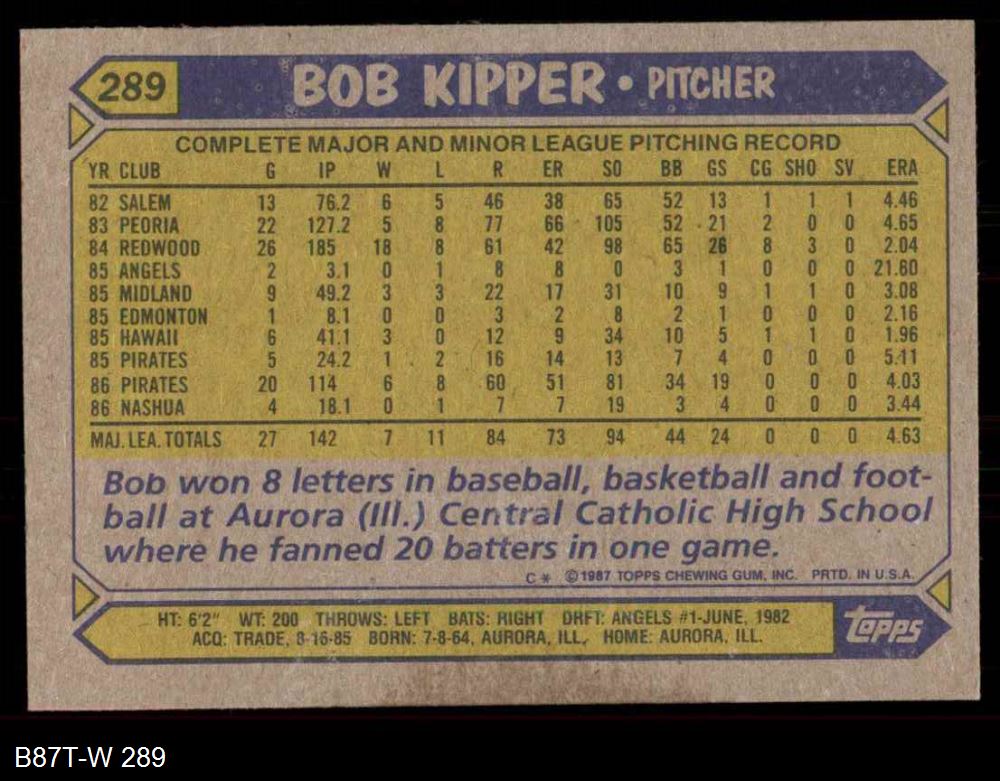 289 BOB KIPPER • PITCHER
COMPLETE MAJOR AND MINOR LEAGUE PITCHING RECORD
YR CLUB G IP W L R ER SO BB GS CG SHO SV ERA
82 SALEM 13 76.2 6 5 46 38 65 52 13 1 1 1 4.46
83 PEORIA 22 127.2 5 8 77 66 105 52 21 2 0 0 4.65
84 REDWOOD 26 185 18 8 61 42 98 65 26 8 3 0 2.04
85 ANGELS 2 3.1 0 1 8 8 0 3 1 0 0 0 21.60
85 MIDLAND 9 49.2 3 3 22 17 31 10 9 1 1 0 3.08
85 EDMONTON 1 8.1 0 0 3 2 8 2 1 0 0 0 2.16
85 HAWAII 6 41.1 3 0 12 9 34 10 5 1 1 0 1.96
85 PIRATES 5 24.2 1 2 16 14 13 7 4 0 0 0 5.11
86 PIRATES 20 114 6 8 60 51 81 34 19 0 0 0 4.03
86 NASHUA 4 18.1 0 1 7 7 19 3 4 0 0 0 3.44
MAJ. LEA. TOTALS 27 142 7 11 84 73 94 44 24 0 0 0 4.63
Bob won 8 letters in baseball, basketball and foot-
ball at Aurora (Ill.) Central Catholic High School
where he fanned 20 batters in one game.
C* ©1987 TOPPS CHEWING GUM, INC. PRTD. IN U.S.A.
HT: 6'2" WT: 200 THROWS: LEFT BATS: RIGHT DRFT: ANGELS #1-JUNE, 1982
ACQ: TRADE, 8-16-85 BORN: 7-8-64, AURORA, ILL. HOME: AURORA, ILL.
Topps
B87T-W 289